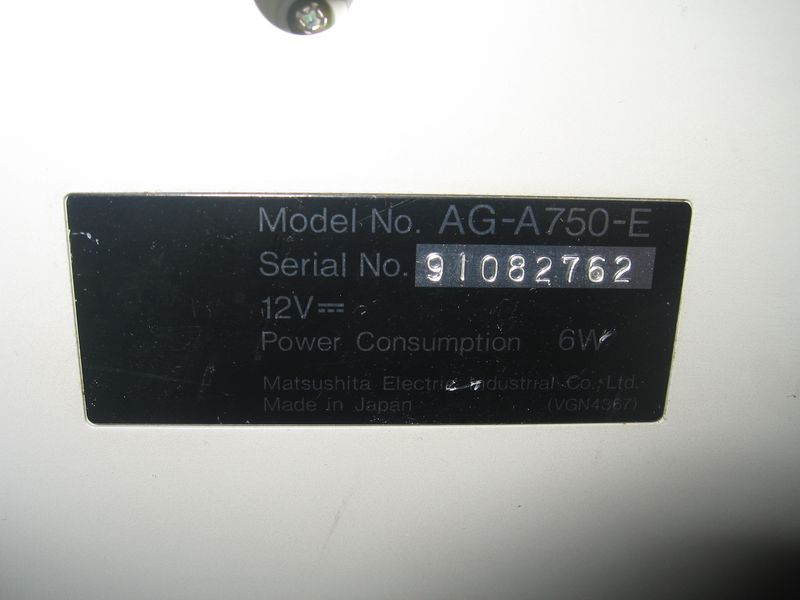 Model No. AG-A750-E
Serial No. 91082762
12V⎓
Power Consumption 6W
Matsushita Electric Industrial Co., Ltd.
Made in Japan (VGN4367)